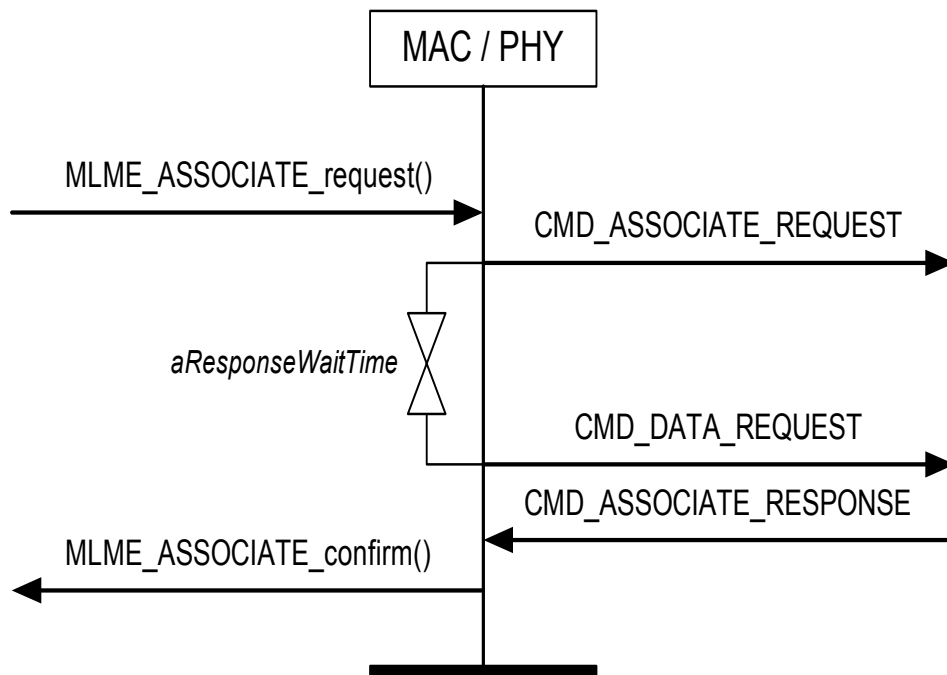 MAC / PHY
MLME_ASSOCIATE_request()
CMD_ASSOCIATE_REQUEST
aResponseWaitTime
CMD_DATA_REQUEST
CMD_ASSOCIATE_RESPONSE
MLME_ASSOCIATE_confirm()